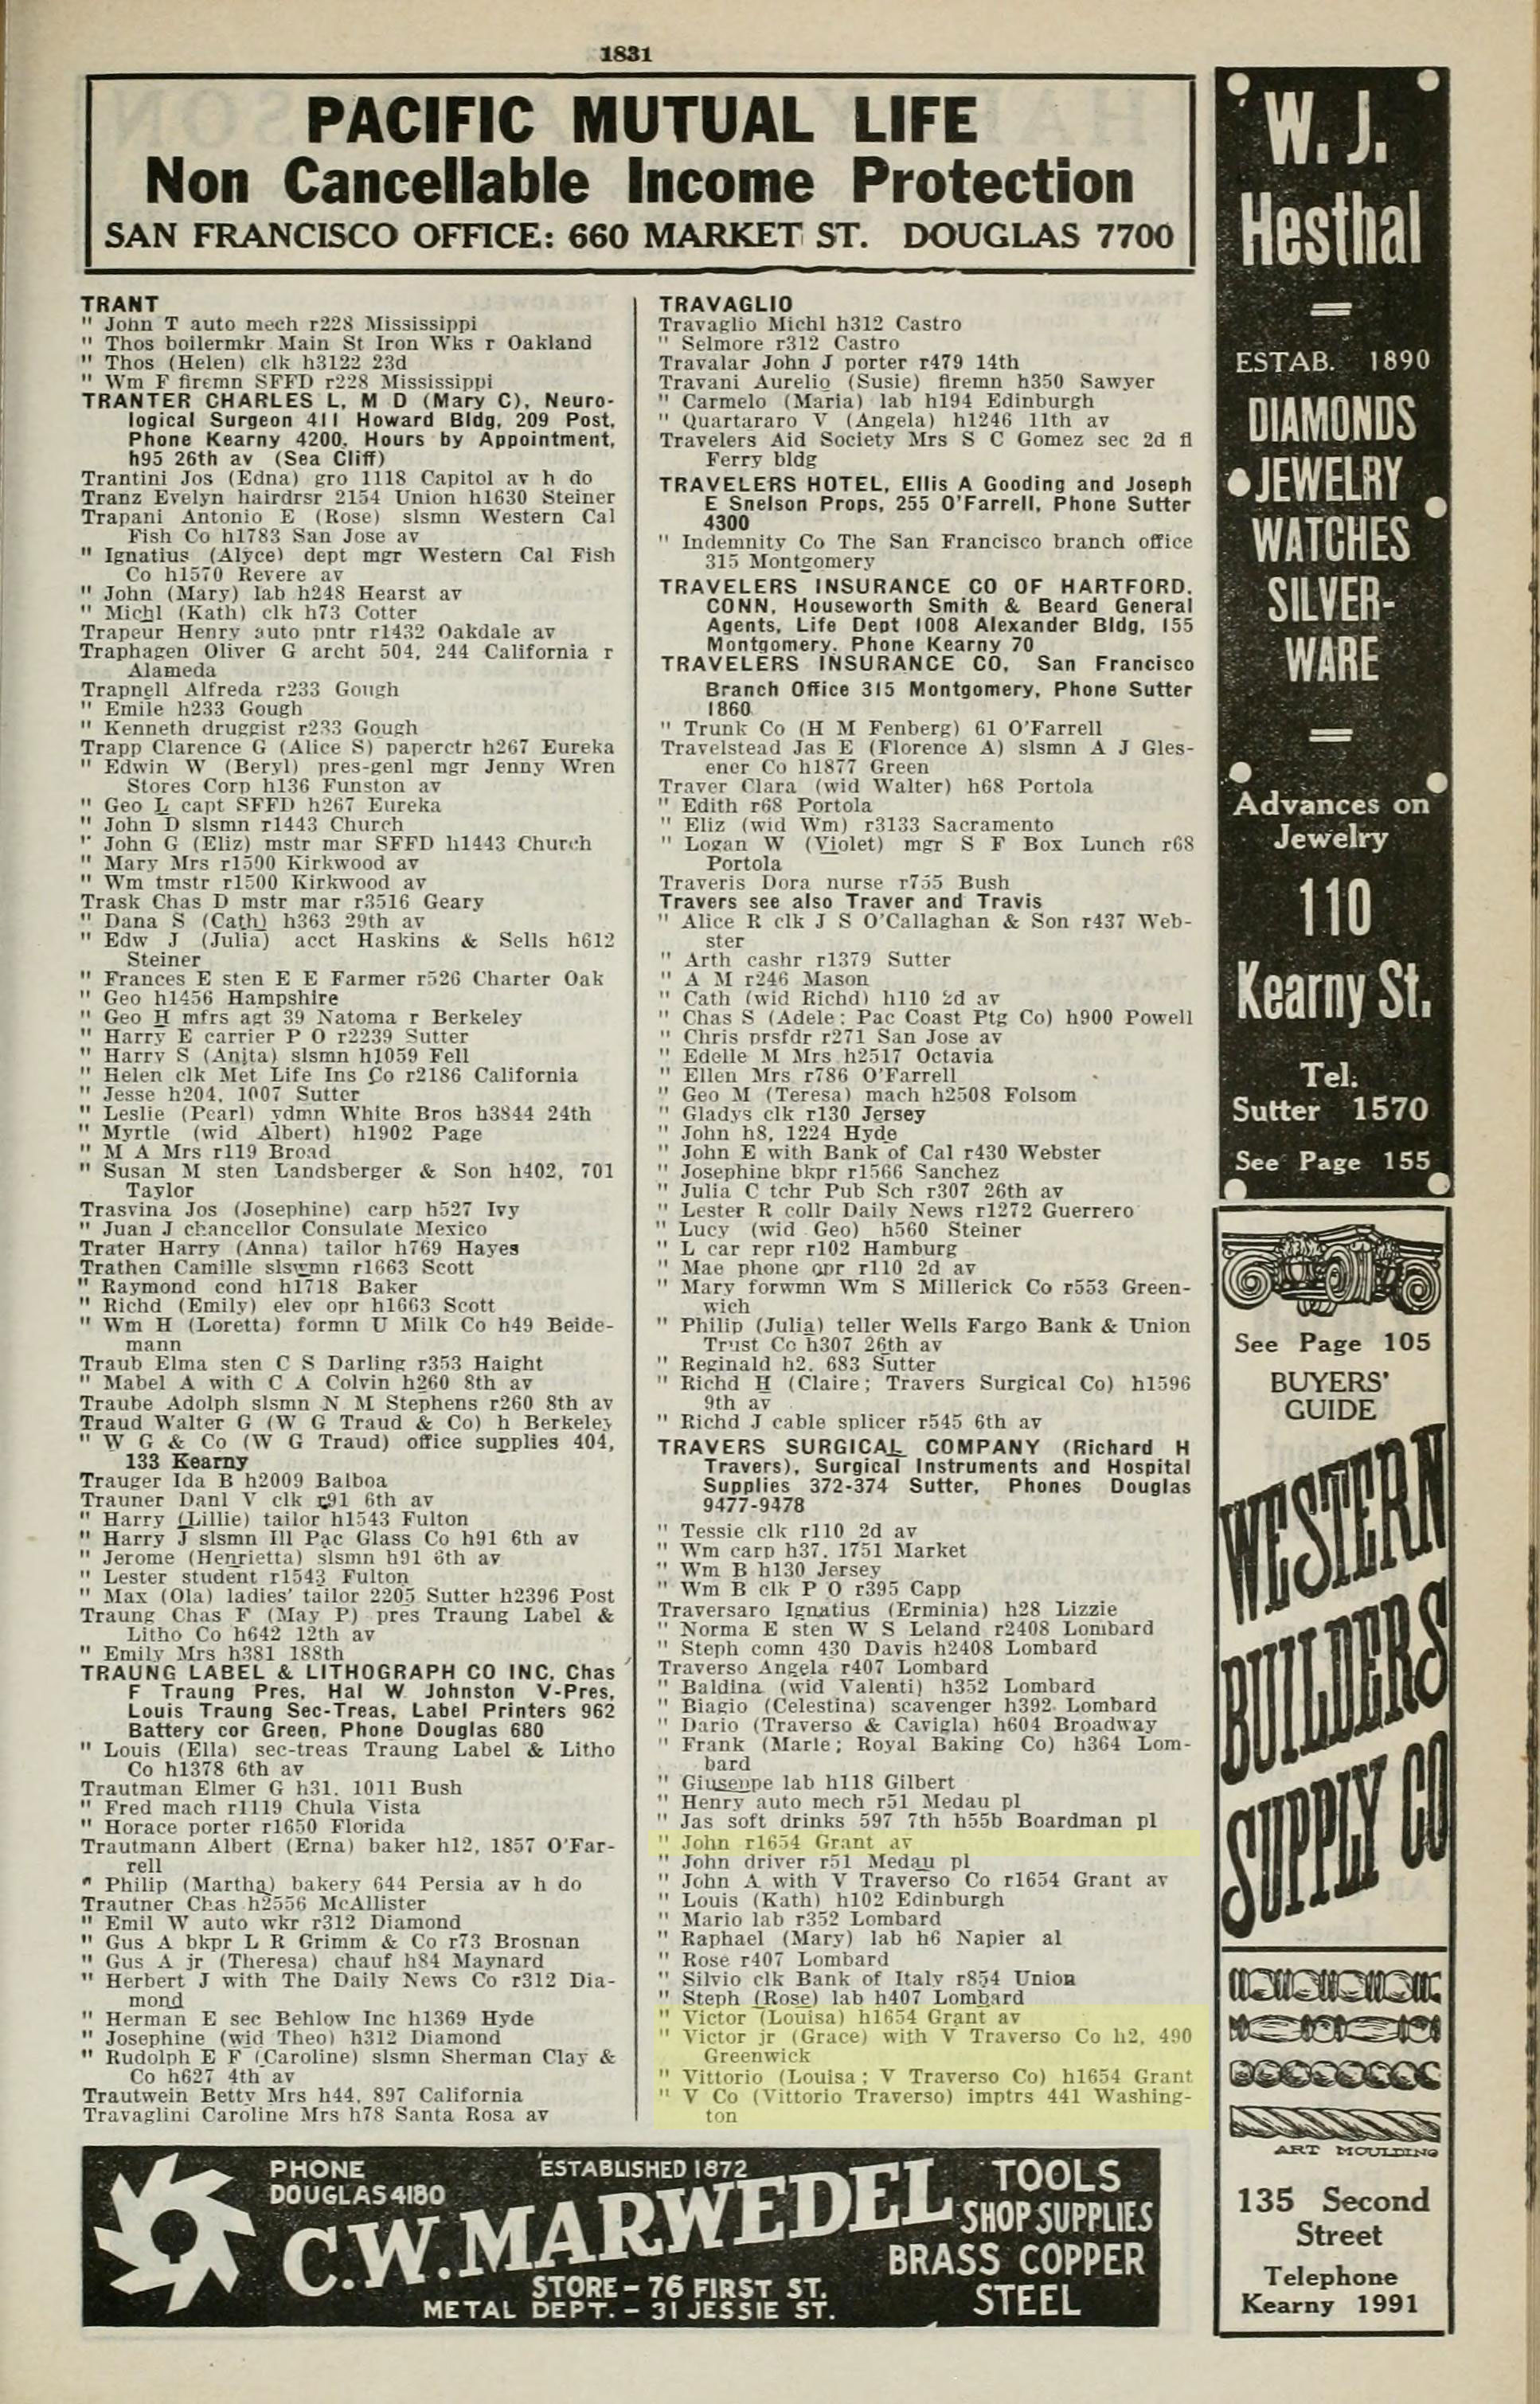 1831
PACIFIC MUTUAL LIFE
Non Cancellable Income Protection
SAN FRANCISCO OFFICE: 660 MARKET ST. DOUGLAS 7700
TRANT
" John T auto mech r228 Mississippi
" Thos boilermkr Main St Iron Wks r Oakland
" Thos (Helen) clk h3122 23d
" Wm F firemn SFFD r228 Mississippi
TRANTER CHARLES L, M D (Mary C), Neuro-
logical Surgeon 411 Howard Bldg, 209 Post,
Phone Kearny 4200, Hours by Appointment,
h95 26th av (Sea Cliff)
Trantini Jos (Edna) gro 1118 Capitol av h do
Tranz Evelyn hairdrsr 2154 Union h1630 Steiner
Trapani Antonio E (Rose) slsmn Western Cal
Fish Co h1783 San Jose av
" Ignatius (Alyce) dept mgr Western Cal Fish
Co h1570 Revere av
" John (Mary) lab h248 Hearst av
" Michl (Kath) clk h73 Cotter
Trapeur Henry auto pntr r1432 Oakdale av
Traphagen Oliver G archt 504, 244 California r
Alameda
Trapnell Alfreda r233 Gough
" Emile h233 Gough
" Kenneth druggist r233 Gough
Trapp Clarence G (Alice S) paperctr h267 Eureka
" Edwin W (Beryl) pres-genl mgr Jenny Wren
Stores Corp h136 Funston av
" Geo L capt SFFD h267 Eureka
" John D slsmn r1443 Church
" John G (Eliz) mstr mar SFFD h1443 Church
" Mary Mrs r1500 Kirkwood av
" Wm tmstr r1500 Kirkwood av
Trask Chas D mstr mar r3516 Geary
" Dana S (Cath) h363 29th av
" Edw J (Julia) acct Haskins & Sells h612
Steiner
" Frances E sten E E Farmer r526 Charter Oak
" Geo h1456 Hampshire
" Geo H mfrs agt 39 Natoma r Berkeley
" Harry E carrier P O r2239 Sutter
" Harry S (Anita) slsmn h1059 Fell
" Helen clk Met Life Ins Co r2186 California
" Jesse h204, 1007 Sutter
" Leslie (Pearl) ydmn White Bros h3844 24th
" Myrtle (wid Albert) h1902 Page
" M A Mrs r119 Broad
" Susan M sten Landsberger & Son h402, 701
Taylor
Trasvina Jos (Josephine) carp h527 Ivy
" Juan J chancellor Consulate Mexico
Trater Harry (Anna) tailor h769 Hayes
Trathen Camille slswmn r1663 Scott
" Raymond cond h1718 Baker
" Richd (Emily) elev opr h1663 Scott
" Wm H (Loretta) formn U Milk Co h49 Beide-
mann
Traub Elma sten C S Darling r353 Haight
" Mabel A with C A Colvin h260 8th av
Traube Adolph slsmn N M Stephens r260 8th av
Traud Walter G (W G Traud & Co) h Berkeley
" W G & Co (W G Traud) office supplies 404,
133 Kearny
Trauger Ida B h2009 Balboa
Trauner Danl V clk r91 6th av
" Harry (Lillie) tailor h1543 Fulton
" Harry J slsmn Ill Pac Glass Co h91 6th av
" Jerome (Henrietta) slsmn h91 6th av
" Lester student r1543 Fulton
" Max (Ola) ladies' tailor 2205 Sutter h2396 Post
Traung Chas F (May P) pres Traung Label &
Litho Co h642 12th av
" Emily Mrs h381 188th
TRAUNG LABEL & LITHOGRAPH CO INC, Chas
F Traung Pres, Hal W Johnston V-Pres,
Louis Traung Sec-Treas, Label Printers 962
Battery cor Green, Phone Douglas 680
" Louis (Ella) sec-treas Traung Label & Litho
Co h1378 6th av
Trautman Elmer G h31, 1011 Bush
" Fred mach r1119 Chula Vista
" Horace porter r1650 Florida
Trautmann Albert (Erna) baker h12, 1857 O'Far-
rell
" Philip (Martha) bakery 644 Persia av h do
Trautner Chas h2556 McAllister
" Emil W auto wkr r312 Diamond
" Gus A bkpr L R Grimm & Co r73 Brosnan
" Gus A jr (Theresa) chauf h84 Maynard
" Herbert J with The Daily News Co r312 Dia-
mond
" Herman E sec Behlow Inc h1369 Hyde
" Josephine (wid Theo) h312 Diamond
" Rudolph E F (Caroline) slsmn Sherman Clay &
Co h627 4th av
Trautwein Betty Mrs h44, 897 California
Travaglini Caroline Mrs h78 Santa Rosa av
TRAVAGLIO
Travaglio Michl h312 Castro
" Selmore r312 Castro
Travalar John J porter r479 14th
Travani Aurelio (Susie) firemn h350 Sawyer
" Carmelo (Maria) lab h194 Edinburgh
" Quartararo V (Angela) h1246 11th av
Travelers Aid Society Mrs S C Gomez sec 2d fl
Ferry bldg
TRAVELERS HOTEL, Ellis A Gooding and Joseph
E Snelson Props, 255 O'Farrell, Phone Sutter
4300
" Indemnity Co The San Francisco branch office
315 Montgomery
TRAVELERS INSURANCE CO OF HARTFORD,
CONN, Houseworth Smith & Beard General
Agents, Life Dept 1008 Alexander Bldg, 155
Montgomery, Phone Kearny 70
TRAVELERS INSURANCE CO, San Francisco
Branch Office 315 Montgomery, Phone Sutter
1860
" Trunk Co (H M Fenberg) 61 O'Farrell
Travelstead Jas E (Florence A) slsmn A J Gles-
ener Co h1877 Green
Traver Clara (wid Walter) h68 Portola
" Edith r68 Portola
" Eliz (wid Wm) r3133 Sacramento
" Logan W (Violet) mgr S F Box Lunch r68
Portola
Traveris Dora nurse r755 Bush
Travers see also Traver and Travis
" Alice R clk J S O'Callaghan & Son r437 Web-
ster
" Arth cashr r1379 Sutter
" A M r246 Mason
" Cath (wid Richd) h110 2d av
" Chas S (Adele; Pac Coast Ptg Co) h900 Powell
" Chris prsfdr r271 San Jose av
" Edelle M Mrs h2517 Octavia
" Ellen Mrs r786 O'Farrell
" Geo M (Teresa) mach h2508 Folsom
" Gladys clk r130 Jersey
" John h8, 1224 Hyde
" John E with Bank of Cal r430 Webster
" Josephine bkpr r1566 Sanchez
" Julia C tchr Pub Sch r307 26th av
" Lester R collr Daily News r1272 Guerrero
" Lucy (wid Geo) h560 Steiner
" L car repr r102 Hamburg
" Mae phone opr r110 2d av
" Mary forwmn Wm S Millerick Co r553 Green-
wich
" Philip (Julia) teller Wells Fargo Bank & Union
Trust Co h307 26th av
" Reginald h2, 683 Sutter
" Richd H (Claire; Travers Surgical Co) h1596
9th av
" Richd J cable splicer r545 6th av
TRAVERS SURGICAL COMPANY (Richard H
Travers), Surgical Instruments and Hospital
Supplies 372-374 Sutter, Phones Douglas
9477-9478
" Tessie clk r110 2d av
" Wm carp h37, 1751 Market
" Wm B h130 Jersey
" Wm B clk P O r395 Capp
Traversaro Ignatius (Erminia) h28 Lizzie
" Norma E sten W S Leland r2408 Lombard
" Steph comn 430 Davis h2408 Lombard
Traverso Angela r407 Lombard
" Baldina (wid Valenti) h352 Lombard
" Biagio (Celestina) scavenger h392 Lombard
" Dario (Traverso & Cavigla) h604 Broadway
" Frank (Marie; Royal Baking Co) h364 Lom-
bard
" Giuseppe lab h118 Gilbert
" Henry auto mech r51 Medau pl
" Jas soft drinks 597 7th h55b Boardman pl
" John r1654 Grant av
" John driver r51 Medau pl
" John A with V Traverso Co r1654 Grant av
" Louis (Kath) h102 Edinburgh
" Mario lab r352 Lombard
" Raphael (Mary) lab h6 Napier al
" Rose r407 Lombard
" Silvio clk Bank of Italy r854 Union
" Steph (Rose) lab h407 Lombard
" Victor (Louisa) h1654 Grant av
" Victor jr (Grace) with V Traverso Co h2, 490
Greenwick
" Vittorio (Louisa; V Traverso Co) h1654 Grant
" V Co (Vittorio Traverso) imptrs 441 Washing-
ton
W. J.
Hesthal
ESTAB. 1890
DIAMONDS
JEWELRY
WATCHES
SILVER-
WARE
Advances on
Jewelry
110
Kearny St.
Tel.
Sutter 1570
See Page 155
See Page 105
BUYERS'
GUIDE
WESTERN
BUILDERS
SUPPLY CO
ART MOULDING
135 Second
Street
Telephone
Kearny 1991
PHONE
DOUGLAS 4180
ESTABLISHED 1872
C.W. MARWEDEL
STORE - 76 FIRST ST.
METAL DEPT. - 31 JESSIE ST.
TOOLS
SHOP SUPPLIES
BRASS COPPER
STEEL